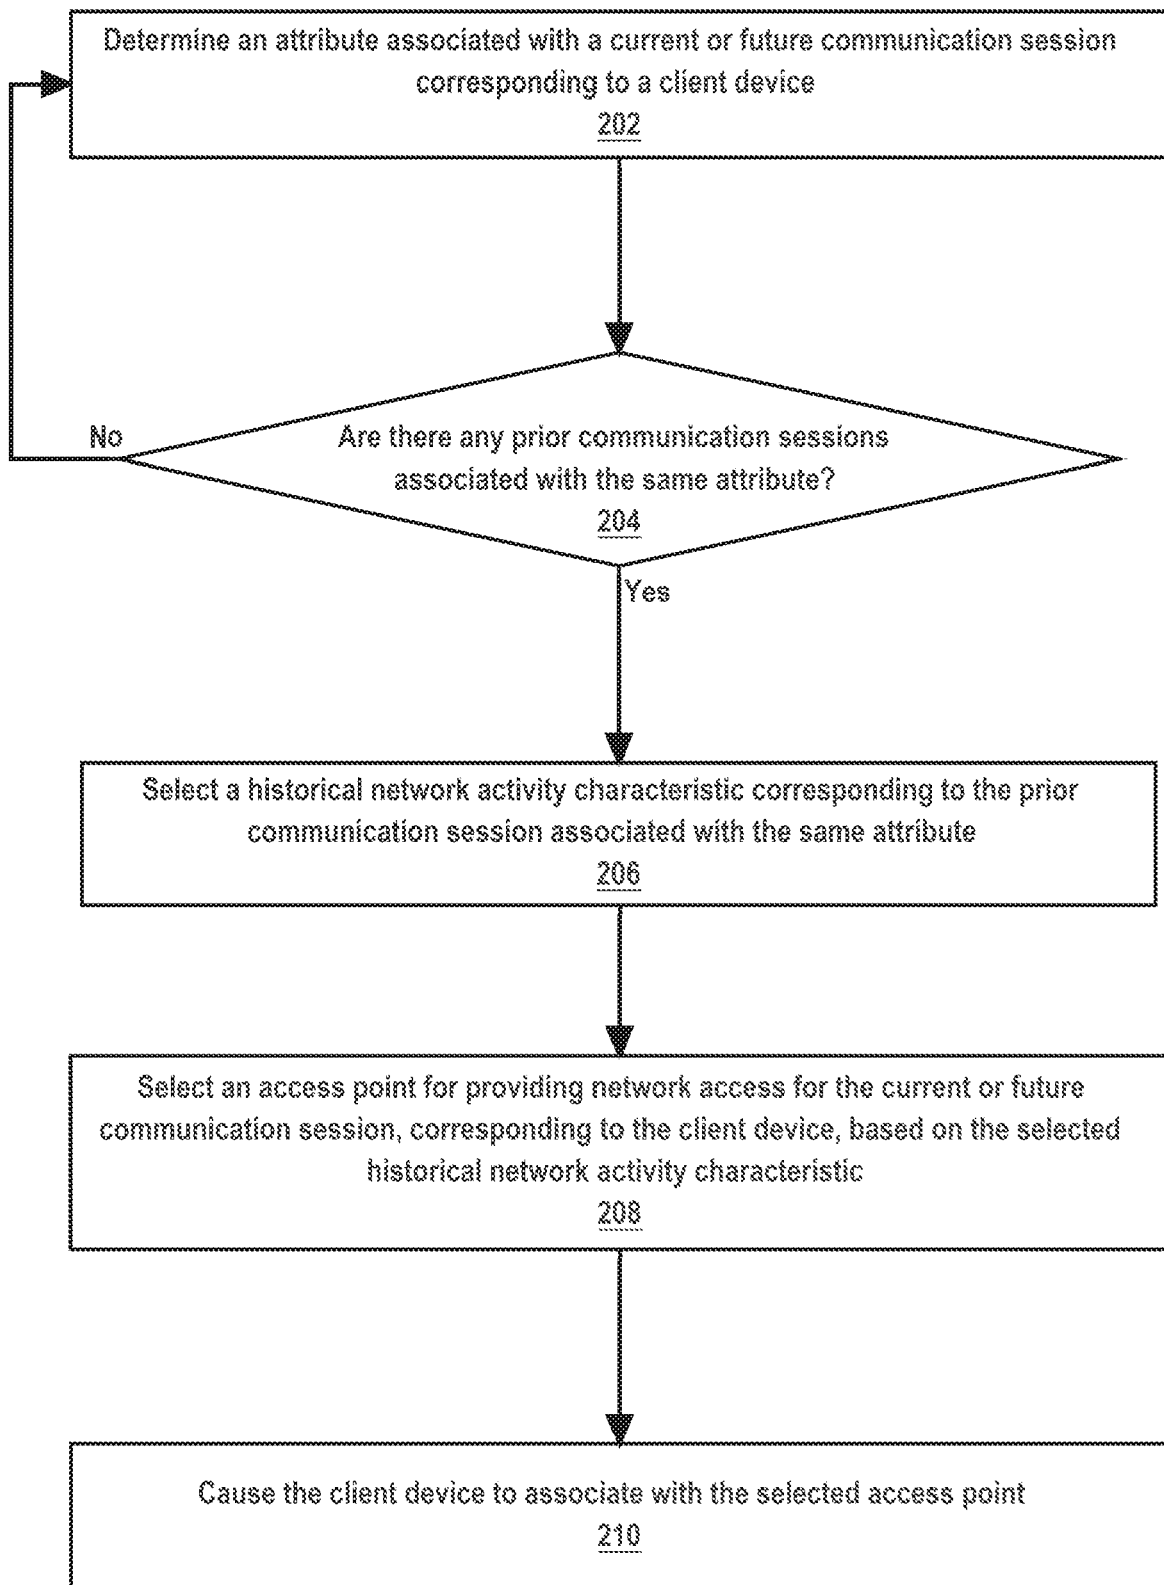 Determine an attribute associated with a current or future communication session
corresponding to a client device
202
No
Are there any prior communication sessions
associated with the same attribute?
204
Yes
Select a historical network activity characteristic corresponding to the prior
communication session associated with the same attribute
206
Select an access point for providing network access for the current or future
communication session, corresponding to the client device, based on the selected
historical network activity characteristic
208
Cause the client device to associate with the selected access point
210